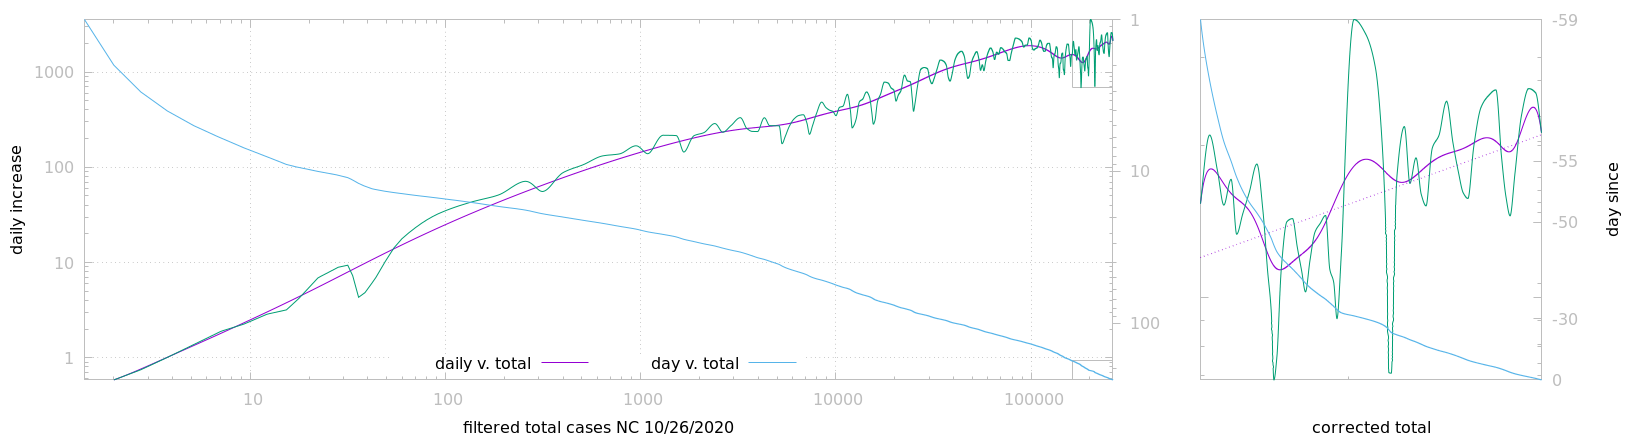 1000
100
10
1
daily increase
1
10
100
daily v. total
day v. total
10
100
1000
10000
100000
filtered total cases NC 10/26/2020
-59
-55
-50
-30
0
day since
corrected total